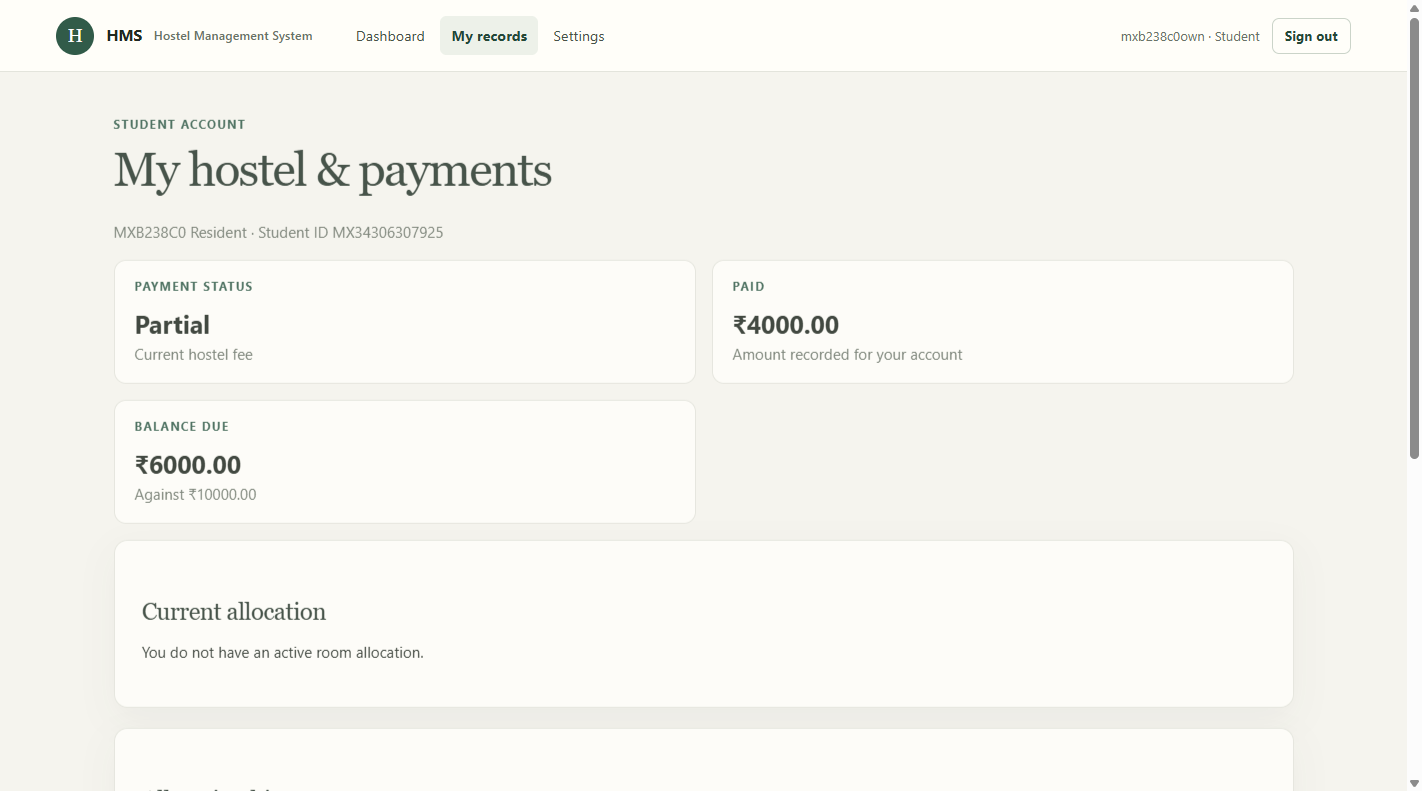 H HMS Hostel Management System Dashboard My records Settings mxb238c0own · Student Sign out
STUDENT ACCOUNT
My hostel & payments
MXB238C0 Resident · Student ID MX34306307925
PAYMENT STATUS
Partial
Current hostel fee
PAID
₹4000.00
Amount recorded for your account
BALANCE DUE
₹6000.00
Against ₹10000.00
Current allocation
You do not have an active room allocation.